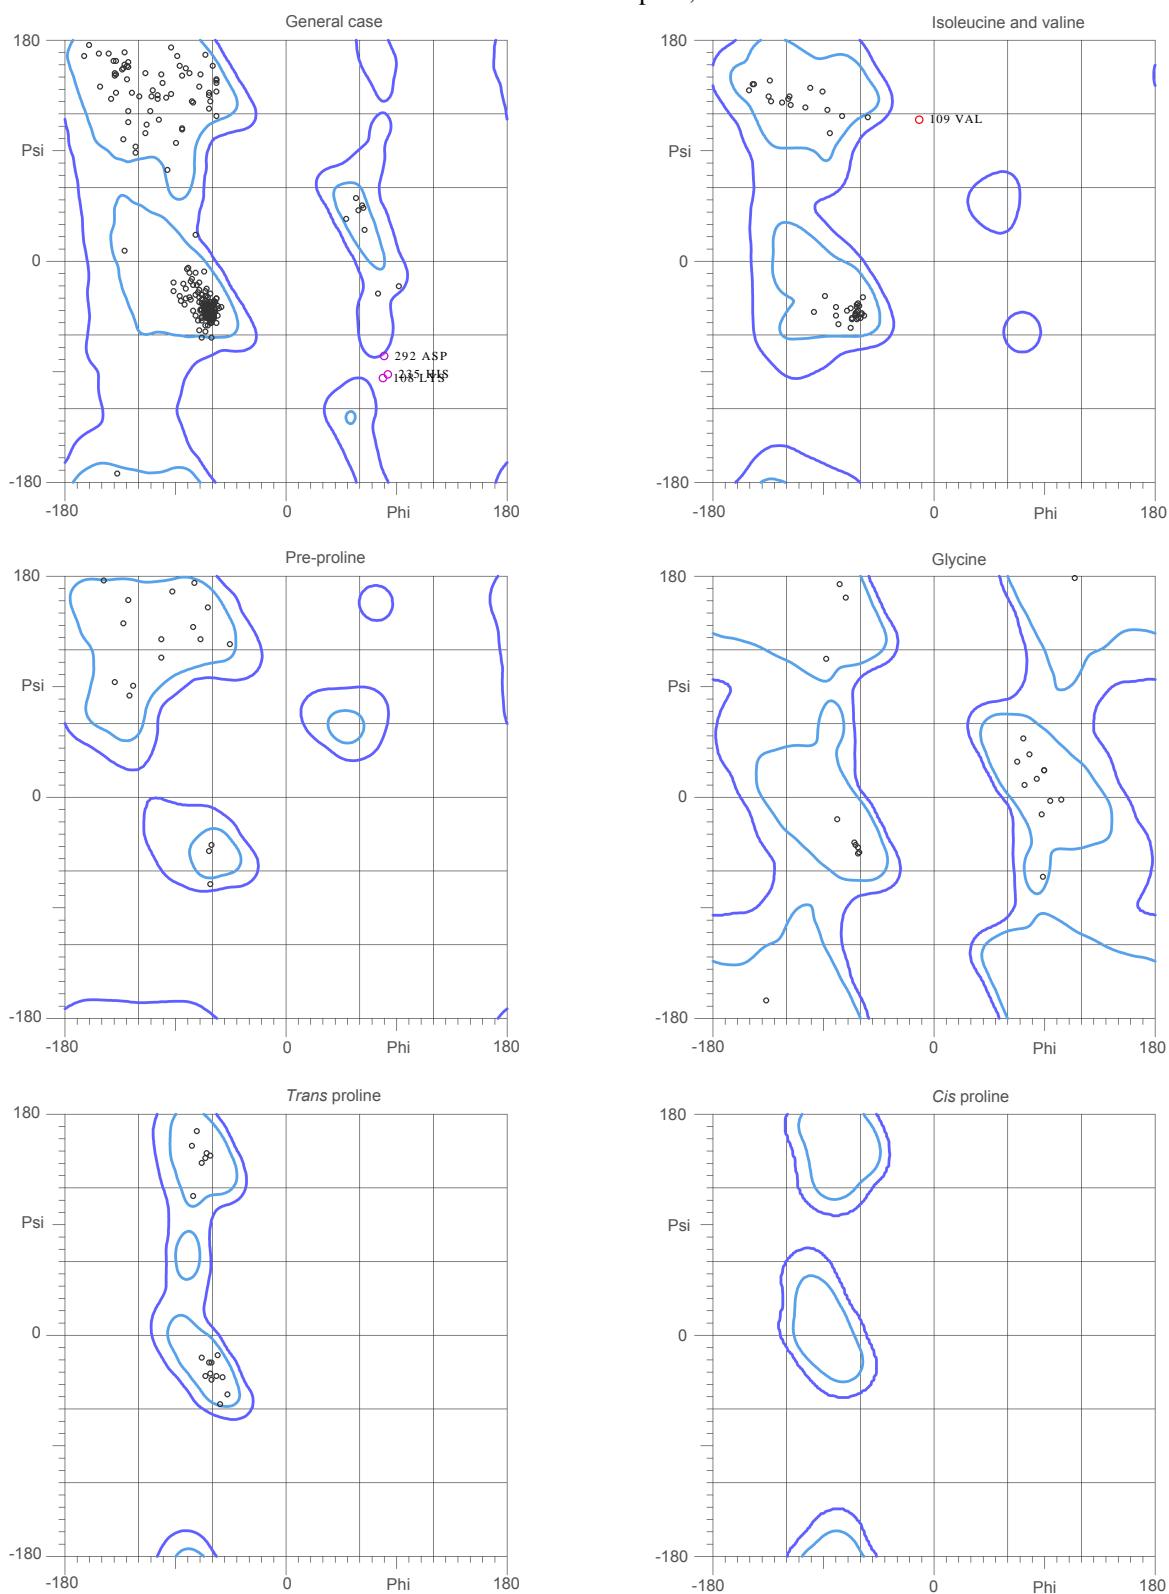 General case
Isoleucine and valine
180
180
109 VAL
Psi
Psi
0
0
292 ASP
235 HIS
108 LYS
-180
-180
-180
0
Phi
180
-180
0
Phi
180
Pre-proline
Glycine
180
180
Psi
Psi
0
0
-180
-180
-180
0
Phi
180
-180
0
Phi
180
Trans proline
Cis proline
180
180
Psi
Psi
0
0
-180
-180
-180
0
Phi
180
-180
0
Phi
180